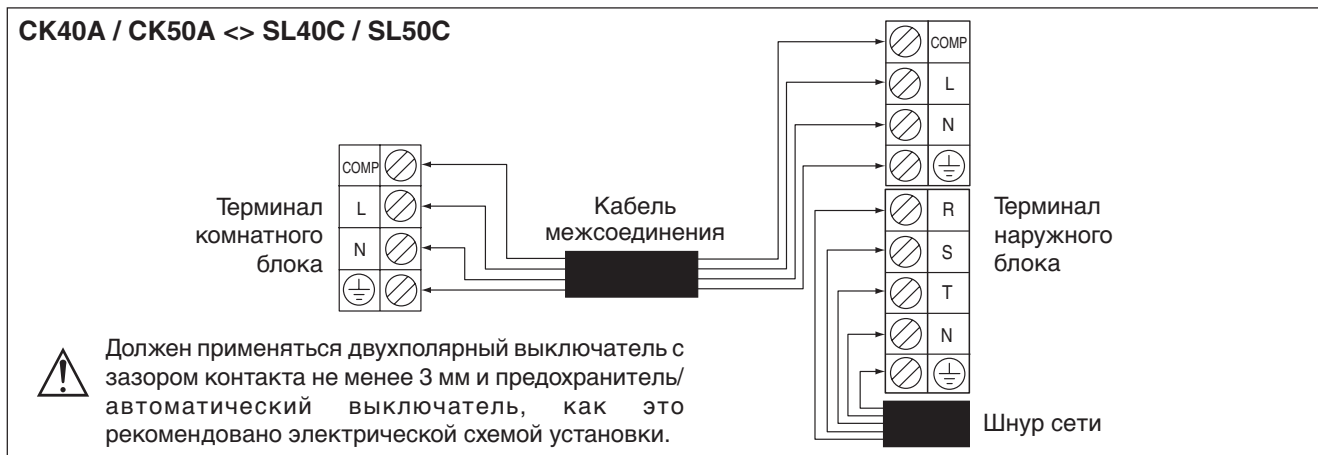 CK40A / CK50A <> SL40C / SL50C
COMP
L
N
R
S
T
N
Терминал
наружного
блока
COMP
L
N
Терминал
комнатного
блока
Кабель
межсоединения
Должен применяться двухполярный выключатель с
зазором контакта не менее 3 мм и предохранитель/
автоматический выключатель, как это
рекомендовано электрической схемой установки.
Шнур сети